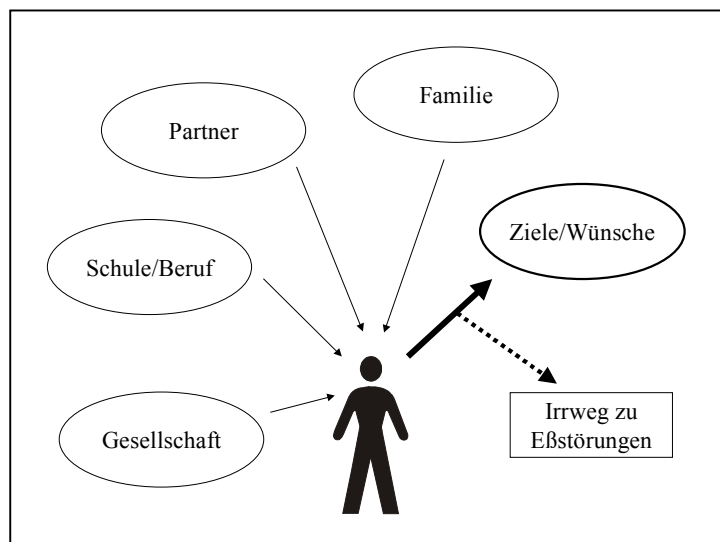 Familie
Partner
Ziele/Wünsche
Schule/Beruf
Gesellschaft
Irrweg zu
Eßstörungen